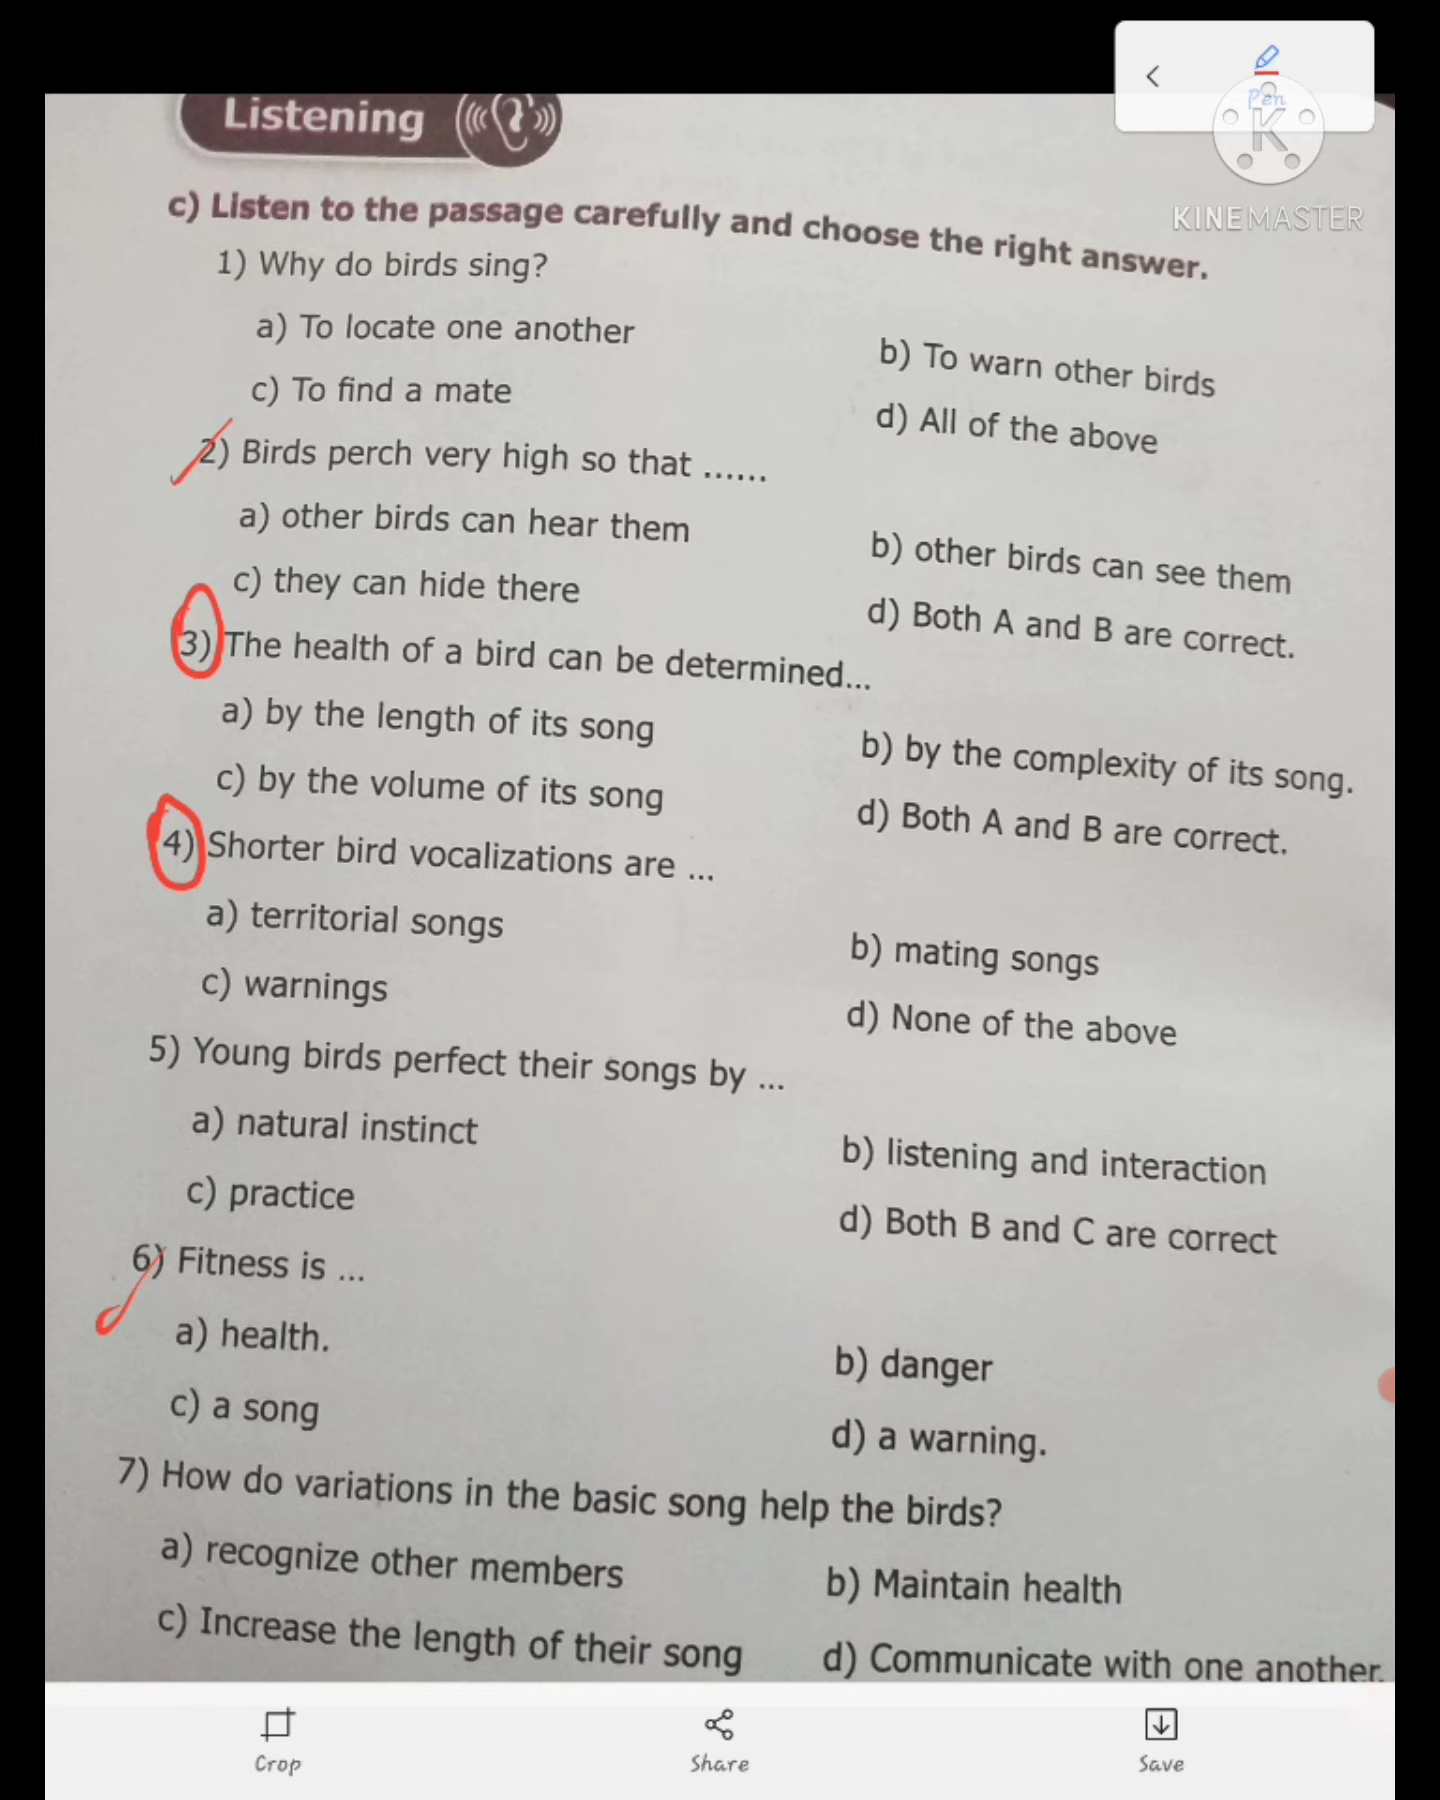 Pen
KINEMASTER
Listening
c) Listen to the passage carefully and choose the right answer.
1) Why do birds sing?
a) To locate one another
b) To warn other birds
c) To find a mate
d) All of the above
2) Birds perch very high so that ......
a) other birds can hear them
b) other birds can see them
c) they can hide there
d) Both A and B are correct.
3) The health of a bird can be determined...
a) by the length of its song
b) by the complexity of its song.
c) by the volume of its song
d) Both A and B are correct.
4) Shorter bird vocalizations are ...
a) territorial songs
b) mating songs
c) warnings
d) None of the above
5) Young birds perfect their songs by ...
a) natural instinct
b) listening and interaction
c) practice
d) Both B and C are correct
6) Fitness is ...
a) health.
b) danger
c) a song
d) a warning.
7) How do variations in the basic song help the birds?
a) recognize other members
b) Maintain health
c) Increase the length of their song
d) Communicate with one another.
Crop
Share
Save